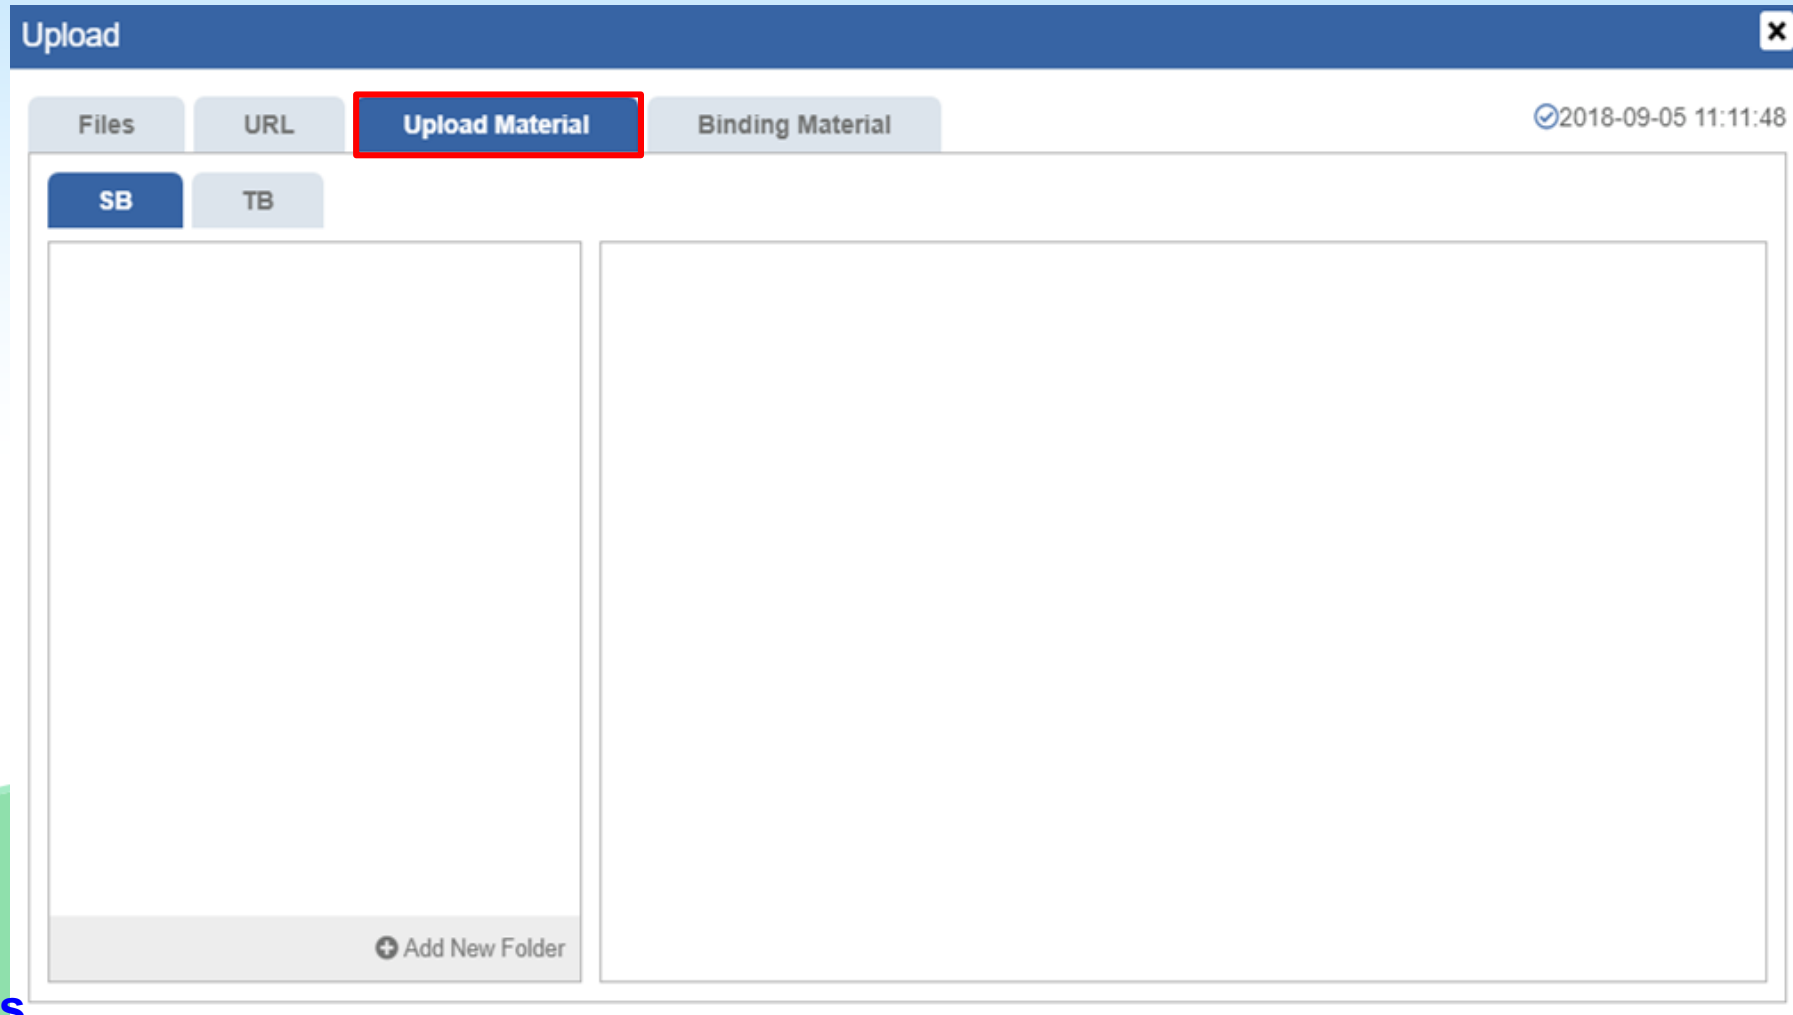 Upload
Files URL Upload Material Binding Material 2018-09-05 11:11:48
SB TB
Add New Folder
s